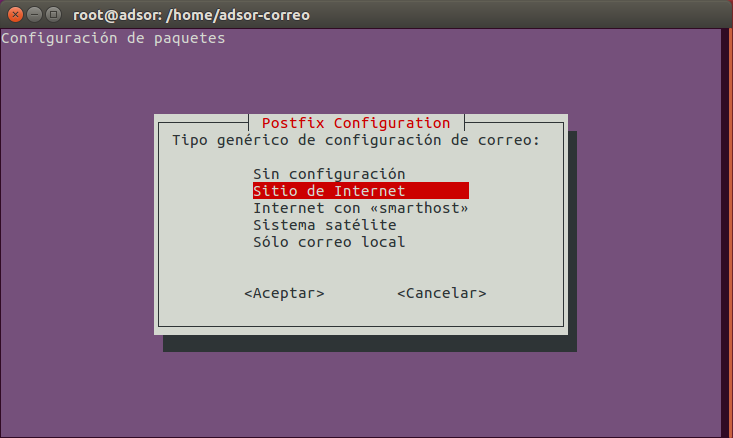 root@adsor: /home/adsor-correo
Configuración de paquetes
Postfix Configuration
Tipo genérico de configuración de correo:
Sin configuración
Sitio de Internet
Internet con «smarthost»
Sistema satélite
Sólo correo local
<Aceptar> <Cancelar>